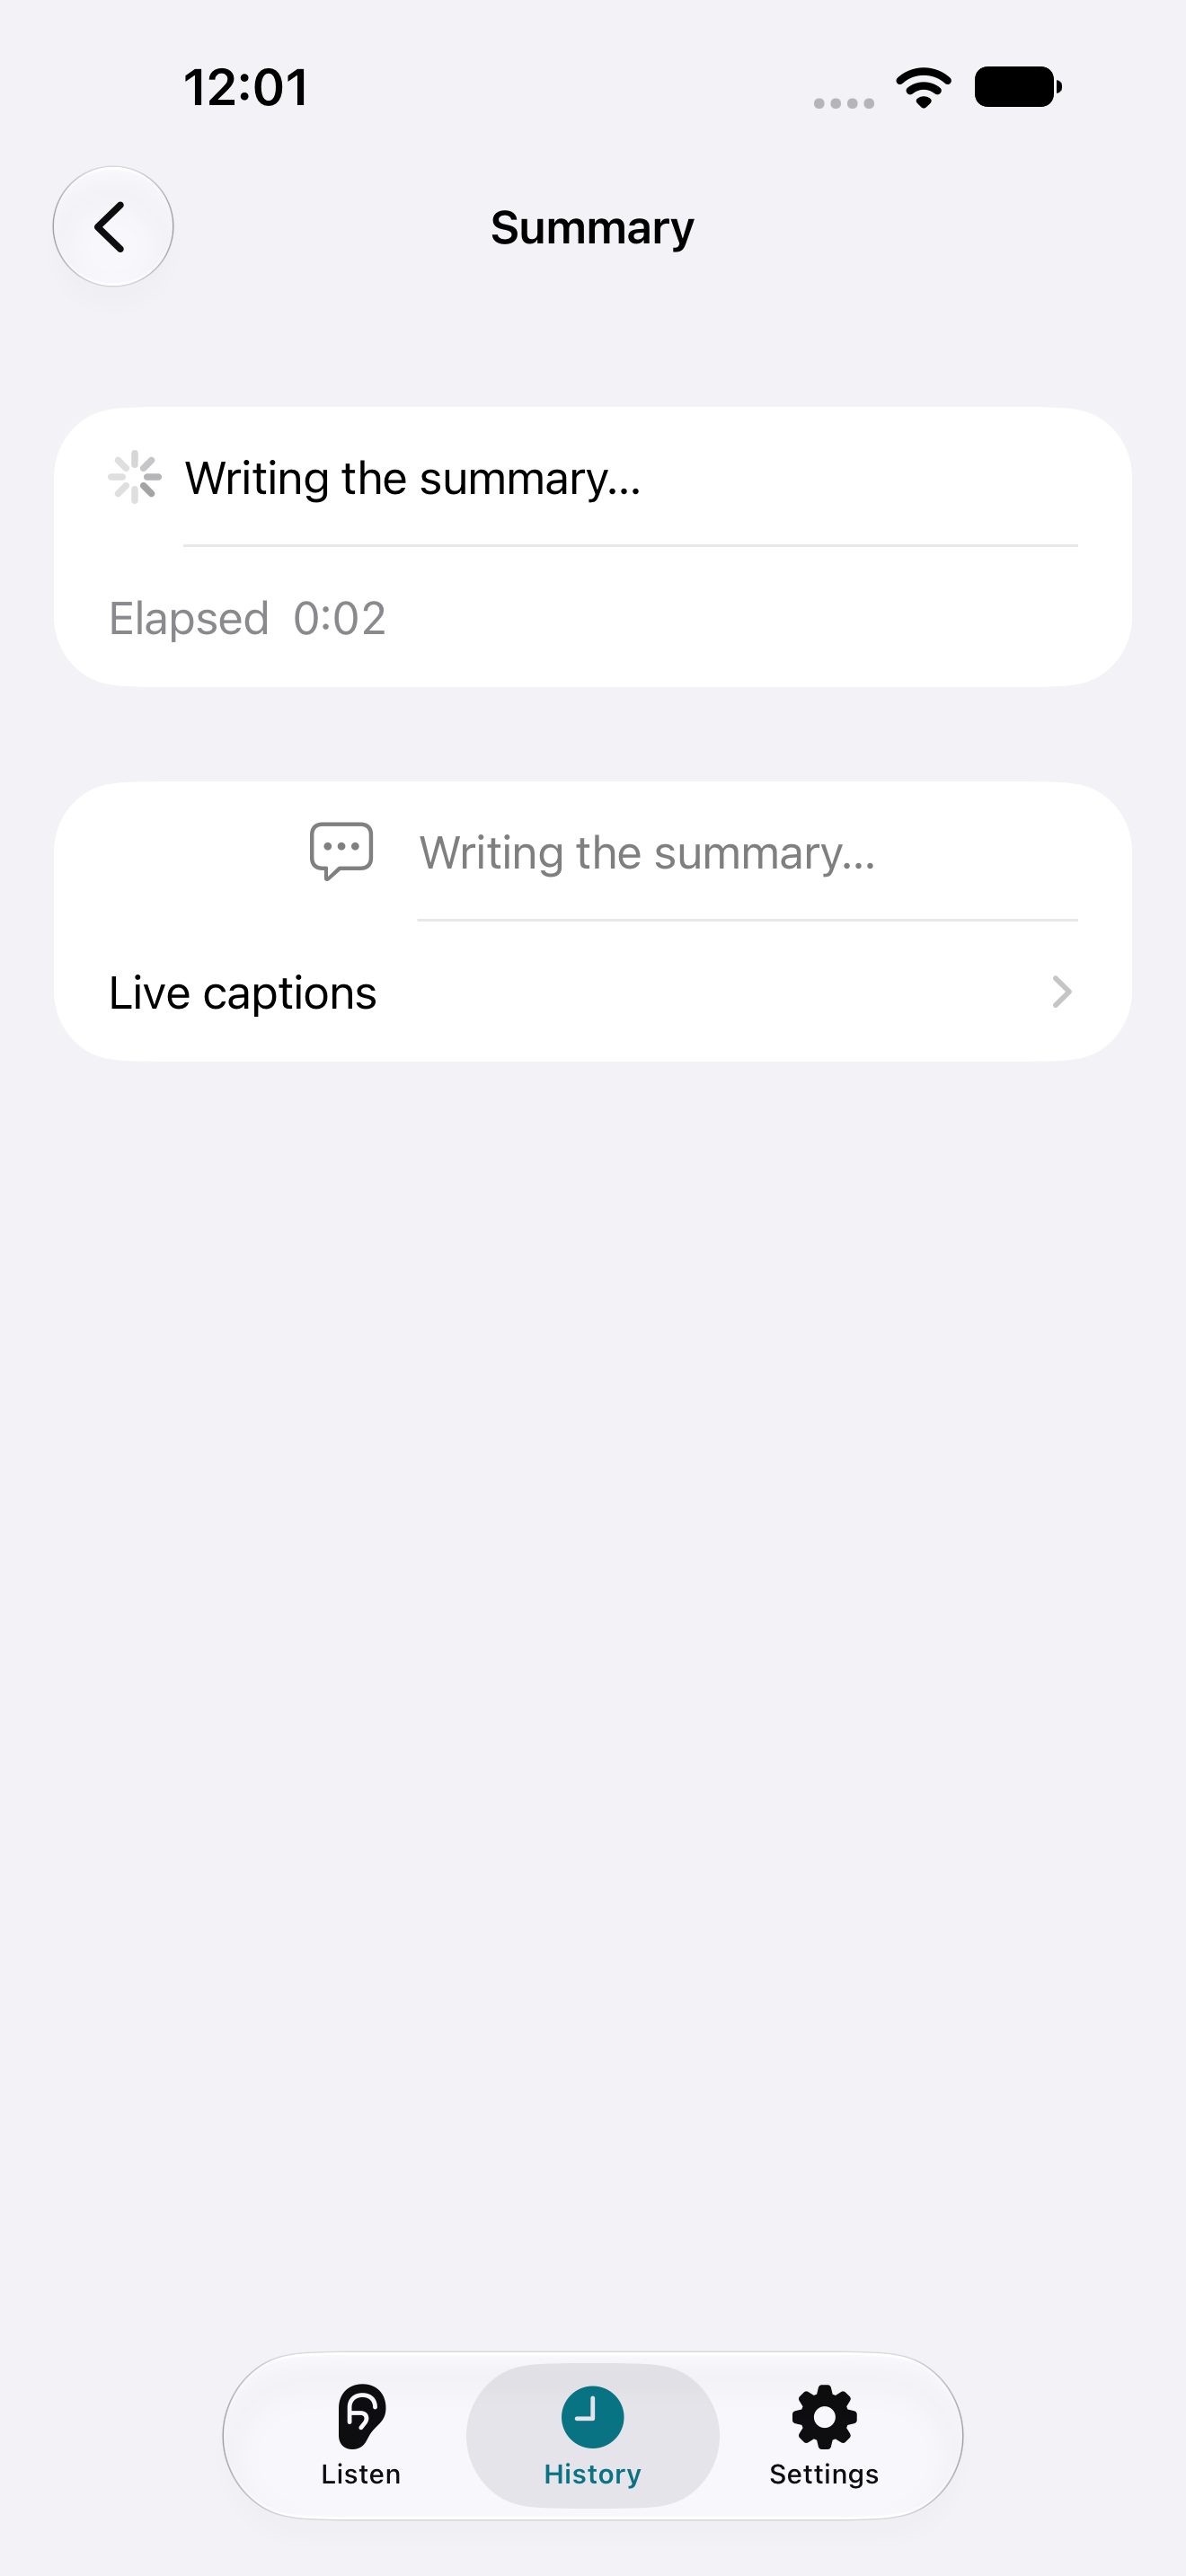 12:01
Summary
Writing the summary...
Elapsed 0:02
Writing the summary...
Live captions
Listen
History
Settings